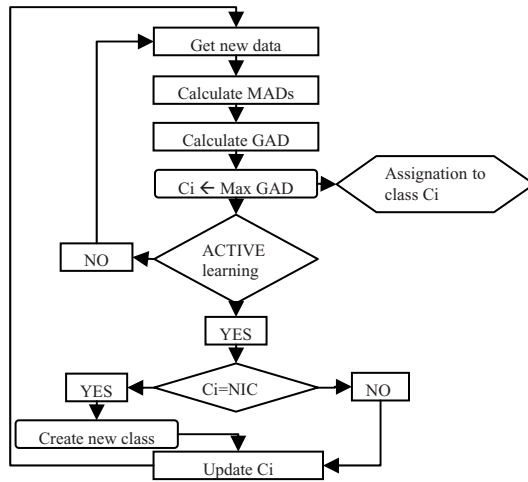 Get new data
Calculate MADs
Calculate GAD
Ci ← Max GAD
Assignation to
class Ci
ACTIVE
learning
NO
YES
Ci=NIC
YES
NO
Create new class
Update Ci